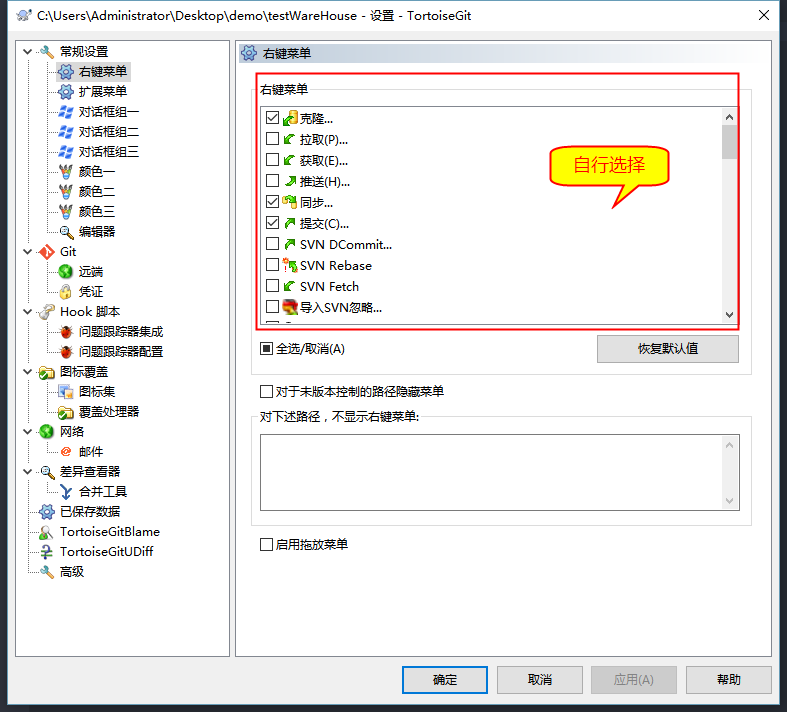 C:\Users\Administrator\Desktop\demo\testWareHouse - 设置 - TortoiseGit
常规设置
右键菜单
扩展菜单
对话框组一
对话框组二
对话框组三
颜色一
颜色二
颜色三
编辑器
Git
远端
凭证
Hook 脚本
问题跟踪器集成
问题跟踪器配置
图标覆盖
图标集
覆盖处理器
网络
邮件
差异查看器
合并工具
已保存数据
TortoiseGitBlame
TortoiseGitUDiff
高级
右键菜单
右键菜单
克隆...
拉取(P)...
获取(E)...
推送(H)...
同步...
提交(C)...
SVN DCommit...
SVN Rebase
SVN Fetch
导入SVN忽略...
自行选择
全选/取消(A)
恢复默认值
对于未版本控制的路径隐藏菜单
对下述路径，不显示右键菜单:
启用拖放菜单
确定
取消
应用(A)
帮助